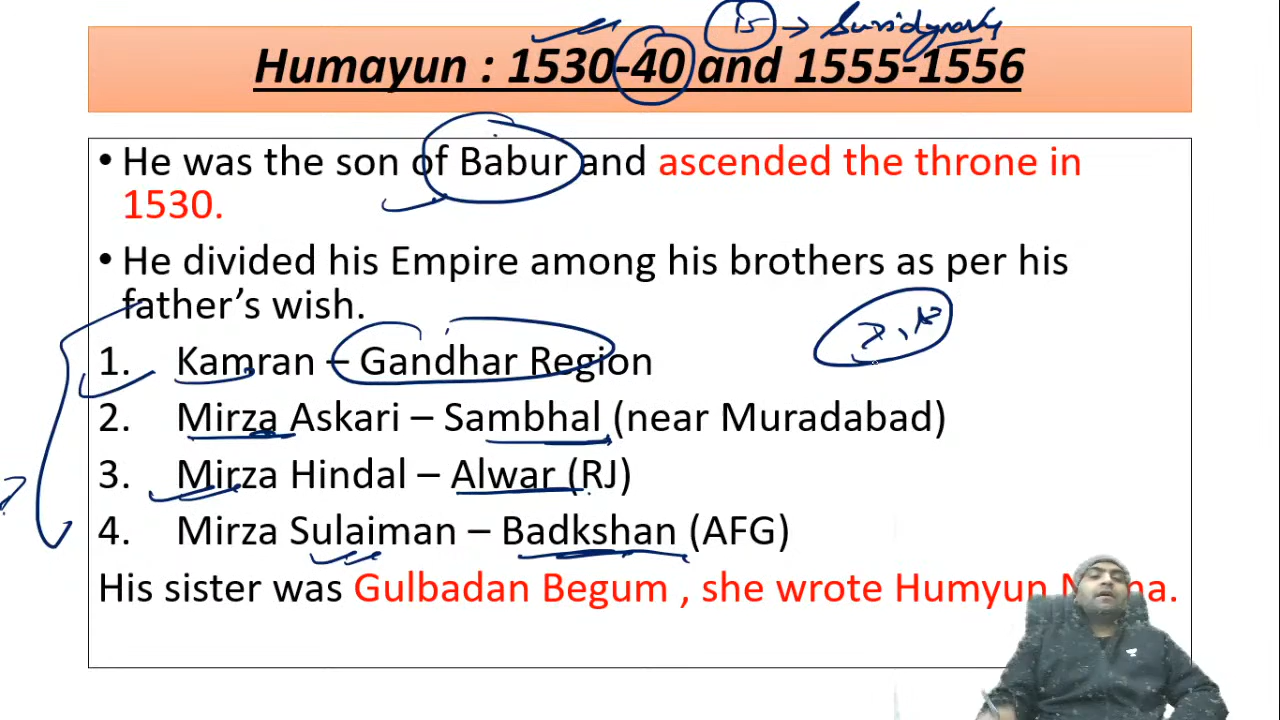 15 → Suri dynasty
Humayun : 1530-40 and 1555-1556
• He was the son of Babur and ascended the throne in
1530.
• He divided his Empire among his brothers as per his
father’s wish.
1. Kamran – Gandhar Region
2. Mirza Askari – Sambhal (near Muradabad)
3. Mirza Hindal – Alwar (RJ)
4. Mirza Sulaiman – Badkshan (AFG)
His sister was Gulbadan Begum , she wrote Humyun